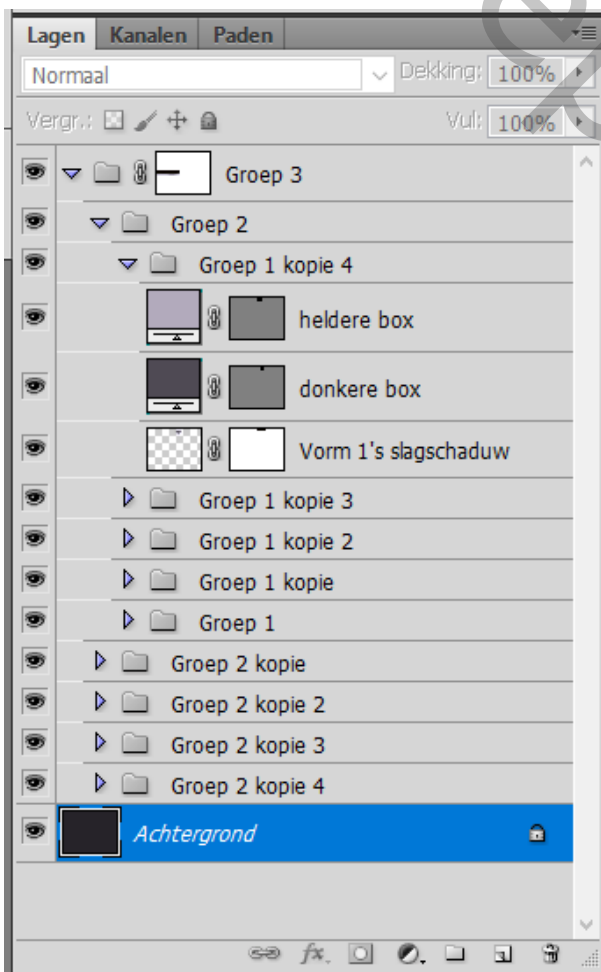 Lagen Kanalen Paden
Normaal Dekking: 100%
Vergr.: Vul: 100%
Groep 3
Groep 2
Groep 1 kopie 4
heldere box
donkere box
Vorm 1's slagschaduw
Groep 1 kopie 3
Groep 1 kopie 2
Groep 1 kopie
Groep 1
Groep 2 kopie
Groep 2 kopie 2
Groep 2 kopie 3
Groep 2 kopie 4
Achtergrond
fx.